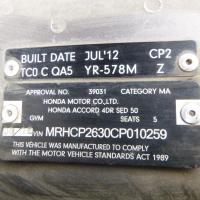 BUILT DATE JUL'12 CP2
TC0 C QA5 YR-578M Z
APPROVAL NO. 39031 CATEGORY MA
HONDA MOTOR CO.,LTD.
HONDA ACCORD 4DR SED 50
GVM SEATS 5
VIN MRHCP2630CP010259
THIS VEHICLE WAS MANUFACTURED TO COMPLY
WITH THE MOTOR VEHICLE STANDARDS ACT 1989